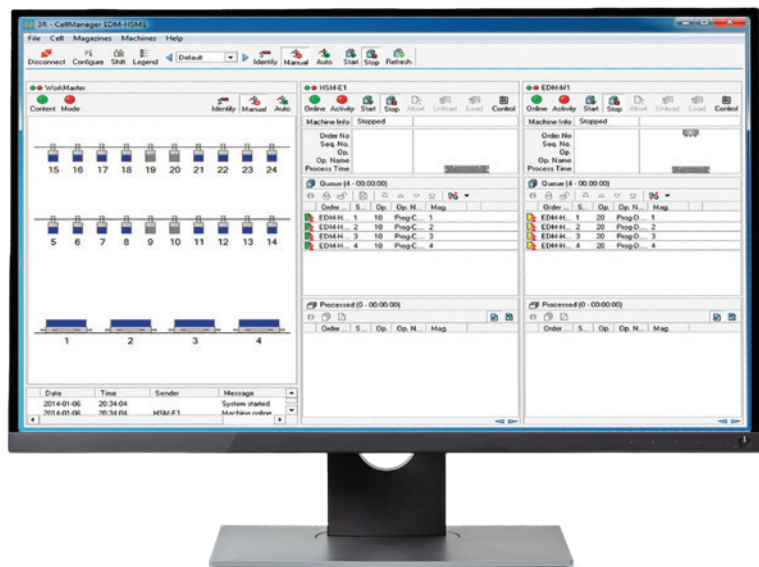 3R - CellManager EDM-HSM1
File Cell Magazines Machines Help
Disconnect Configure Shift Legend Default Identify Manual Auto Start Stop Refresh
WorkMaster
Content Mode Identify Manual Auto
15 16 17 18 19 20 21 22 23 24
5 6 7 8 9 10 11 12 13 14
1 2 3 4
Date Time Sender Message
2014-01-06 20:34:04 System started
2014-01-06 20:34:04 HSM-E1 Machine online
HSM-E1
Online Activity Start Stop Abort Unload Load Control
Machine Info Stopped
Order No
Seq. No.
Op.
Op. Name
Process Time
Queue (4 - 00:00:00)
Order ... S... Op. Op. N... Mag.
EDM-H... 1 10 Prog-C... 1
EDM-H... 2 10 Prog-C... 2
EDM-H... 3 10 Prog-C... 3
EDM-H... 4 10 Prog-C... 4
Processed (0 - 00:00:00)
Order ... S... Op. Op. N... Mag.
EDM-M1
Online Activity Start Stop Abort Unload Load Control
Machine Info Stopped
Order No
Seq. No.
Op.
Op. Name
Process Time
Queue (4 - 00:00:00)
Order ... S... Op. Op. N... Mag.
EDM-H... 1 20 Prog-D... 1
EDM-H... 2 20 Prog-D... 2
EDM-H... 3 20 Prog-D... 3
EDM-H... 4 20 Prog-D... 4
Processed (0 - 00:00:00)
Order ... S... Op. Op. N... Mag.